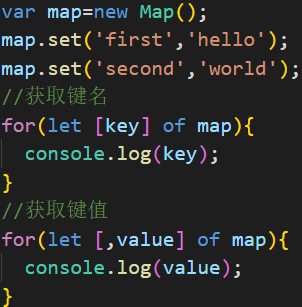 var map=new Map();
map.set('first','hello');
map.set('second','world');
//获取键名
for(let [key] of map){
  console.log(key);
}
//获取键值
for(let [,value] of map){
  console.log(value);
}